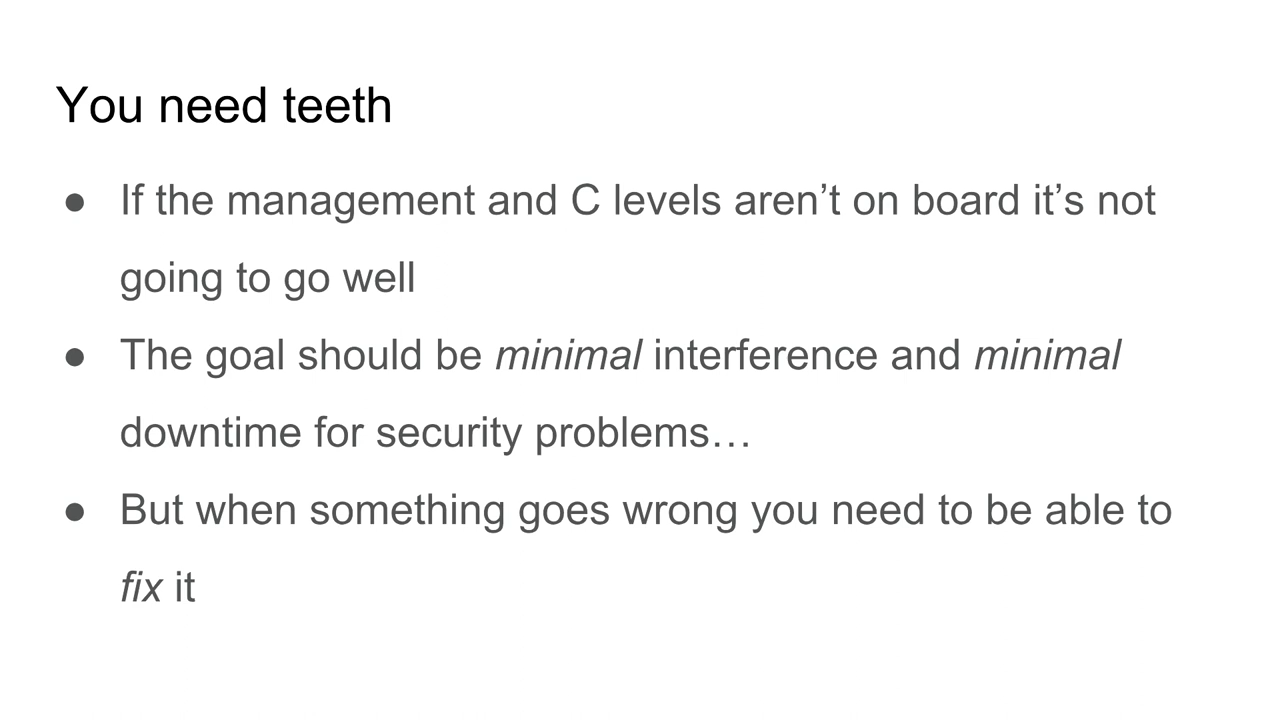 You need teeth
● If the management and C levels aren’t on board it’s not
going to go well
● The goal should be minimal interference and minimal
downtime for security problems…
● But when something goes wrong you need to be able to
fix it